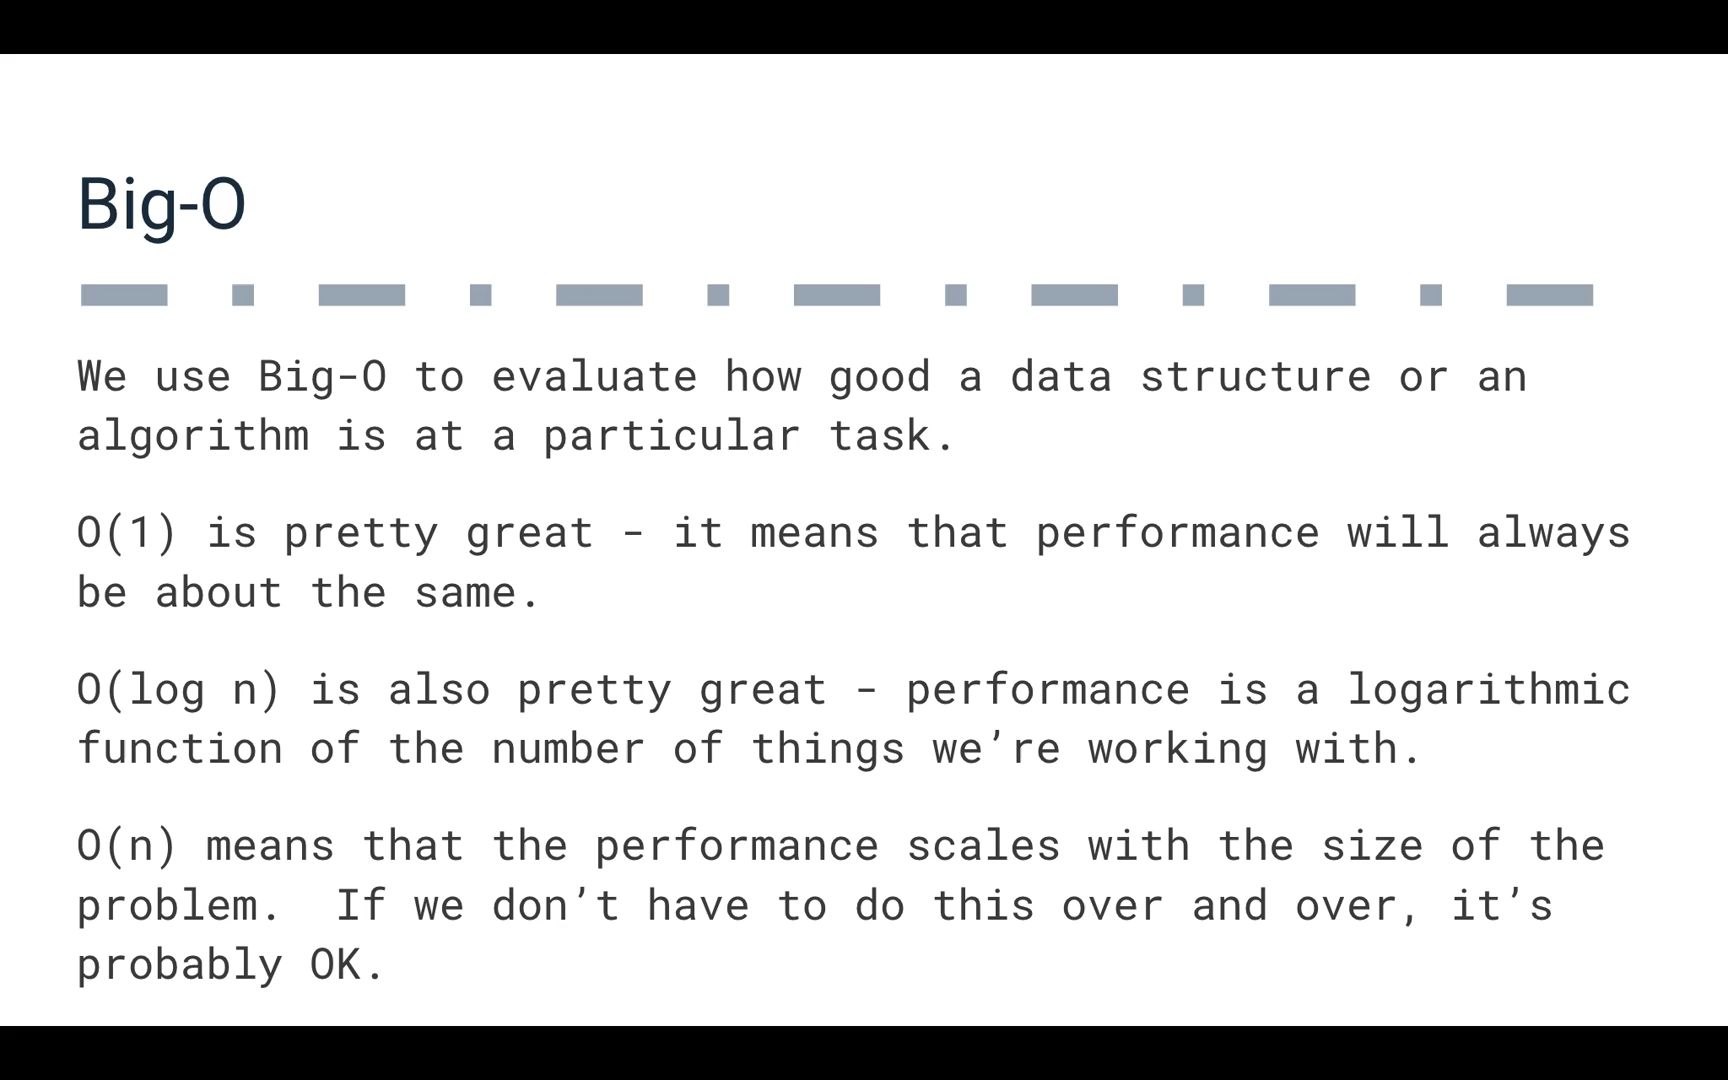 Big-O
We use Big-O to evaluate how good a data structure or an
algorithm is at a particular task.
O(1) is pretty great - it means that performance will always
be about the same.
O(log n) is also pretty great - performance is a logarithmic
function of the number of things we’re working with.
O(n) means that the performance scales with the size of the
problem.  If we don’t have to do this over and over, it’s
probably OK.